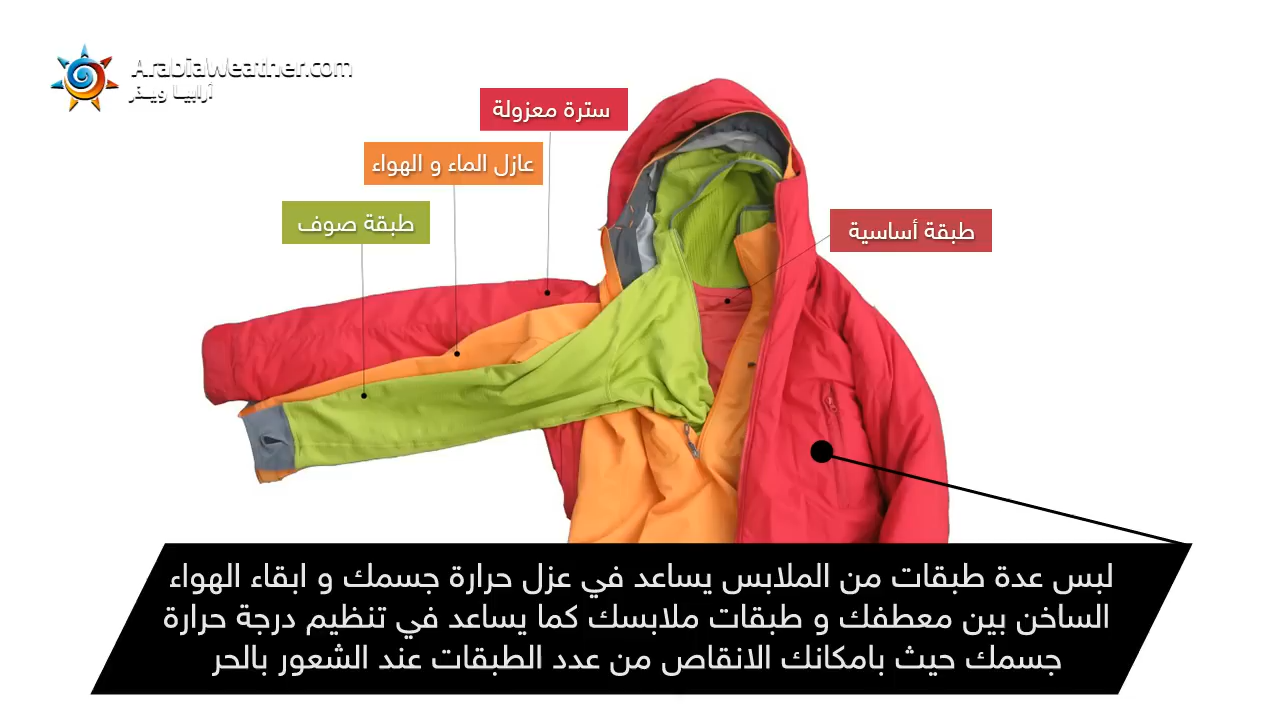 ArabiaWeather.com
أرابيـا ويـذر
سترة معزولة
عازل الماء و الهواء
طبقة صوف
طبقة أساسية
لبس عدة طبقات من الملابس يساعد في عزل حرارة جسمك و ابقاء الهواء
الساخن بين معطفك و طبقات ملابسك كما يساعد في تنظيم درجة حرارة
جسمك حيث بامكانك الانقاص من عدد الطبقات عند الشعور بالحر